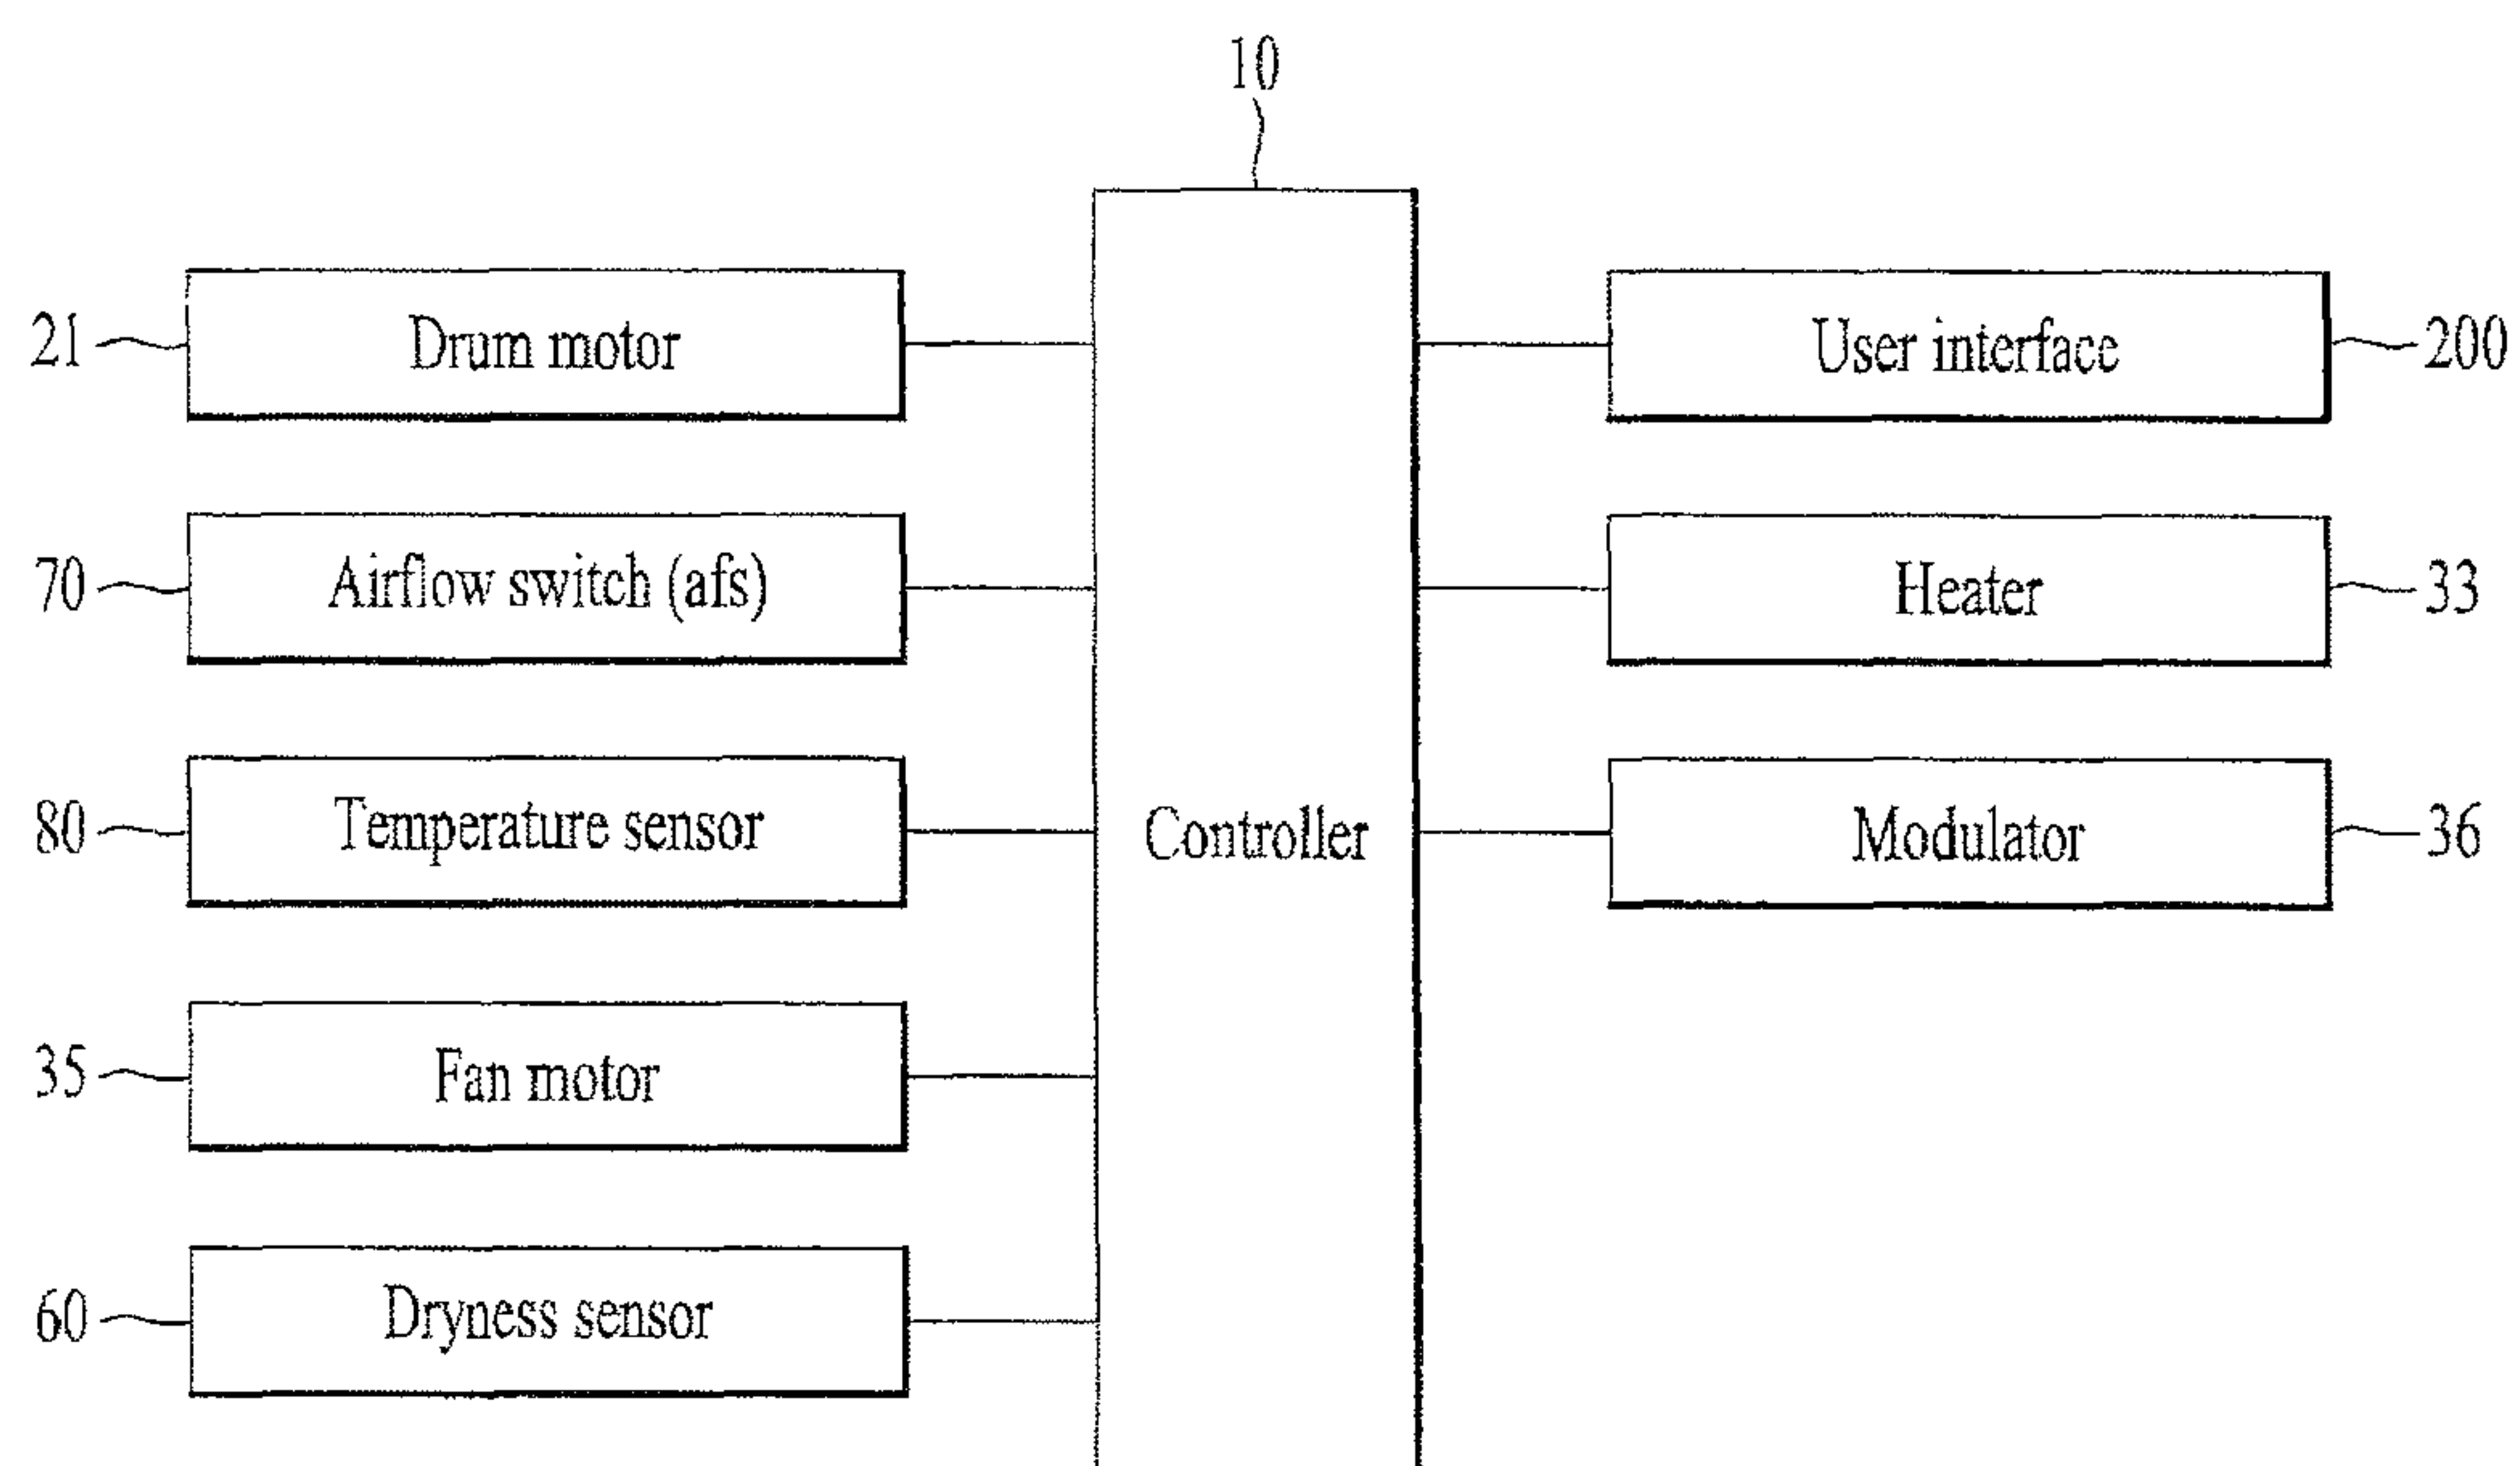 10
21
Drum motor
User interface
200
70
Airflow switch (afs)
Heater
33
80
Temperature sensor
Controller
Modulator
36
35
Fan motor
60
Dryness sensor